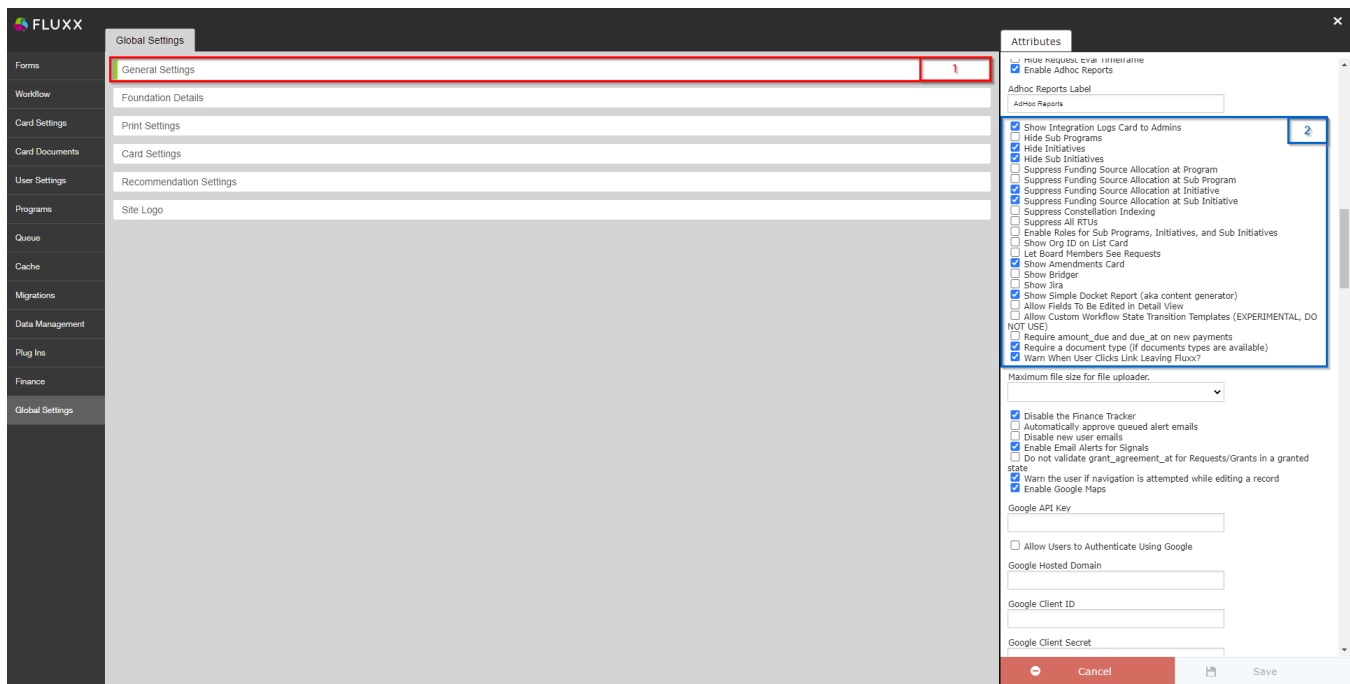 FLUXX
Global Settings
Attributes
Forms
Workflow
Card Settings
Card Documents
User Settings
Programs
Queue
Cache
Migrations
Data Management
Plug Ins
Finance
Global Settings
General Settings
1
Foundation Details
Print Settings
Card Settings
Recommendation Settings
Site Logo
Hide Request Eval Timeframe
Enable Adhoc Reports
Adhoc Reports Label
AdHoc Reports
2
Show Integration Logs Card to Admins
Hide Sub Programs
Hide Initiatives
Hide Sub Initiatives
Suppress Funding Source Allocation at Program
Suppress Funding Source Allocation at Sub Program
Suppress Funding Source Allocation at Initiative
Suppress Funding Source Allocation at Sub Initiative
Suppress Constellation Indexing
Suppress All RTUs
Enable Roles for Sub Programs, Initiatives, and Sub Initiatives
Show Org ID on List Card
Let Board Members See Requests
Show Amendments Card
Show Bridger
Show Jira
Show Simple Docket Report (aka content generator)
Allow Fields To Be Edited in Detail View
Allow Custom Workflow State Transition Templates (EXPERIMENTAL, DO
NOT USE)
Require amount_due and due_at on new payments
Require a document type (if documents types are available)
Warn When User Clicks Link Leaving Fluxx?
Maximum file size for file uploader.
Disable the Finance Tracker
Automatically approve queued alert emails
Disable new user emails
Enable Email Alerts for Signals
Do not validate grant_agreement_at for Requests/Grants in a granted
state
Warn the user if navigation is attempted while editing a record
Enable Google Maps
Google API Key
Allow Users to Authenticate Using Google
Google Hosted Domain
Google Client ID
Google Client Secret
Cancel
Save